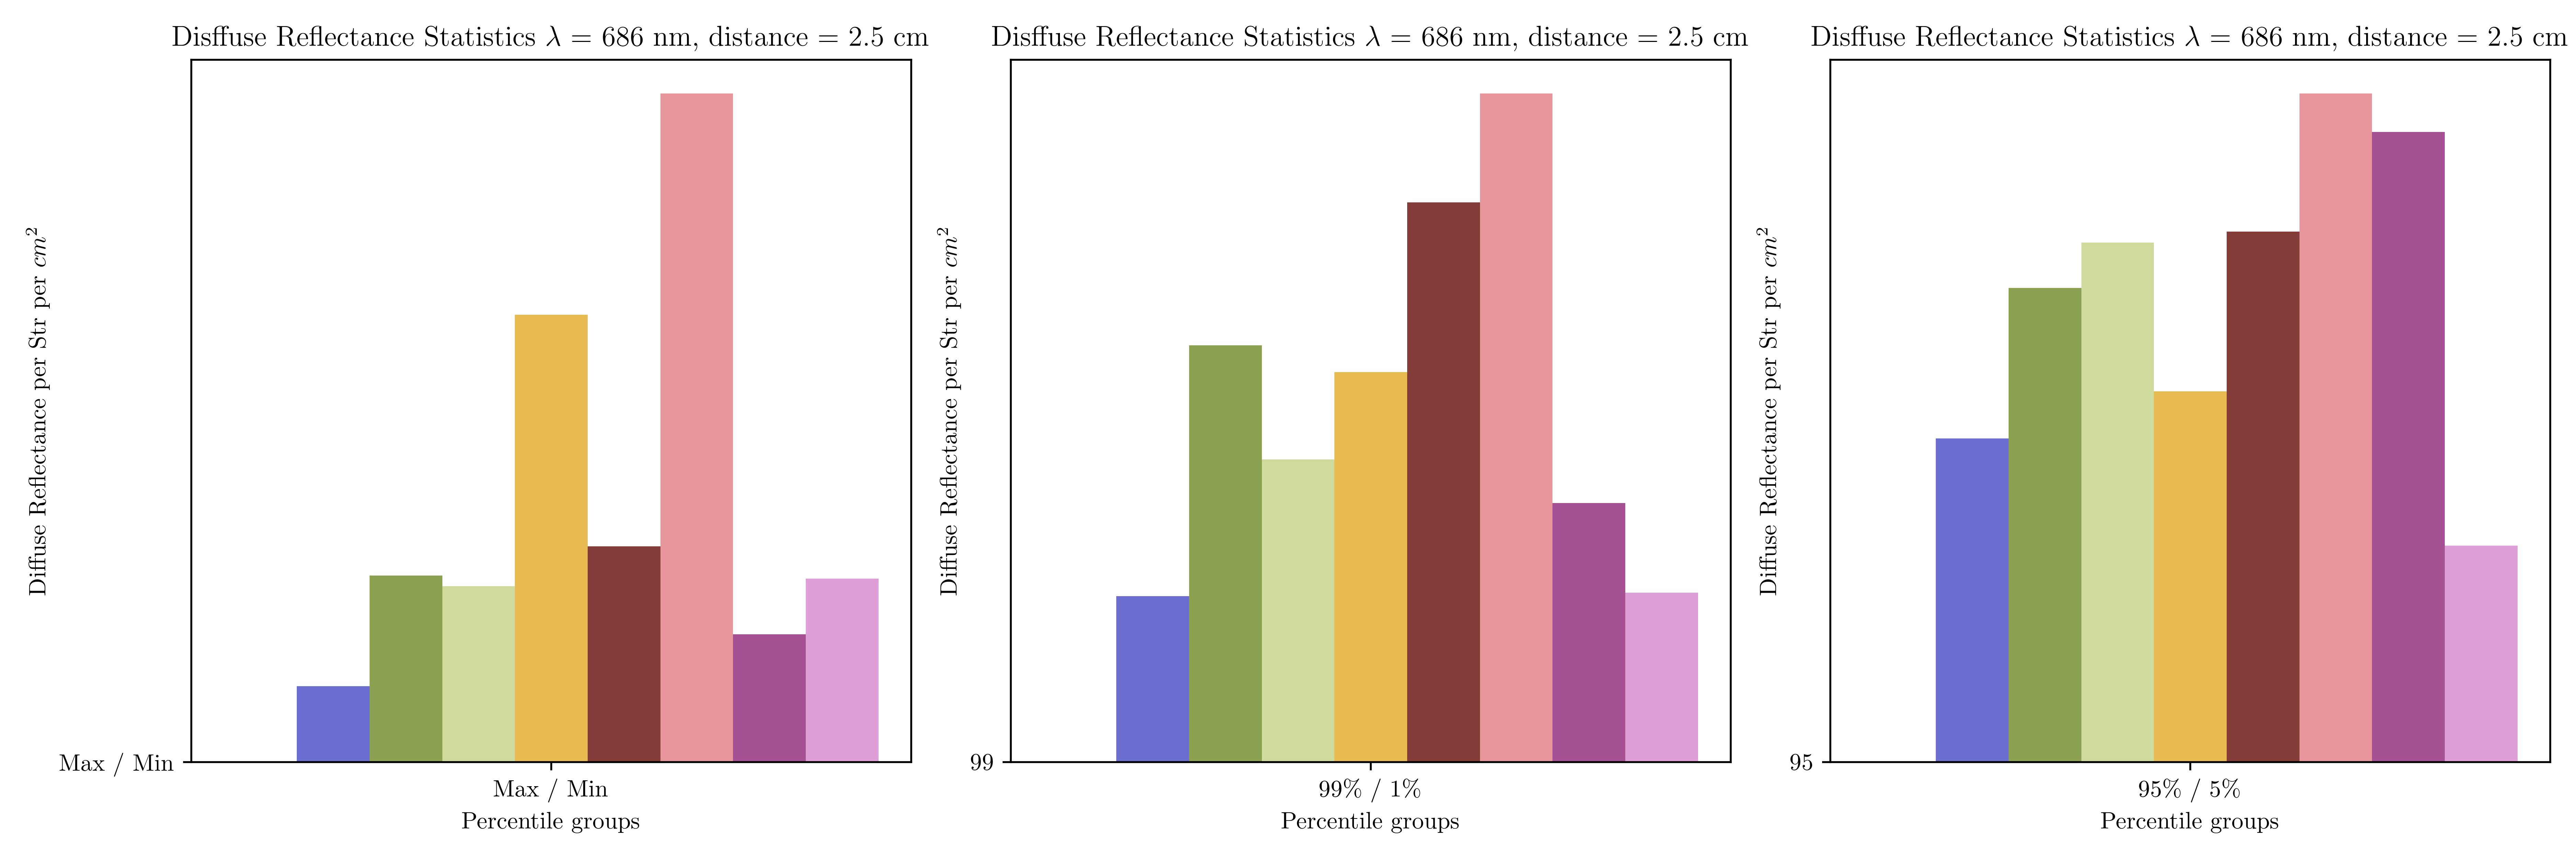 Disffuse Reflectance Statistics λ = 686 nm, distance = 2.5 cm
Diffuse Reflectance per Str per cm²
Max / Min
Max / Min
Percentile groups
Disffuse Reflectance Statistics λ = 686 nm, distance = 2.5 cm
Diffuse Reflectance per Str per cm²
99
99% / 1%
Percentile groups
Disffuse Reflectance Statistics λ = 686 nm, distance = 2.5 cm
Diffuse Reflectance per Str per cm²
95
95% / 5%
Percentile groups